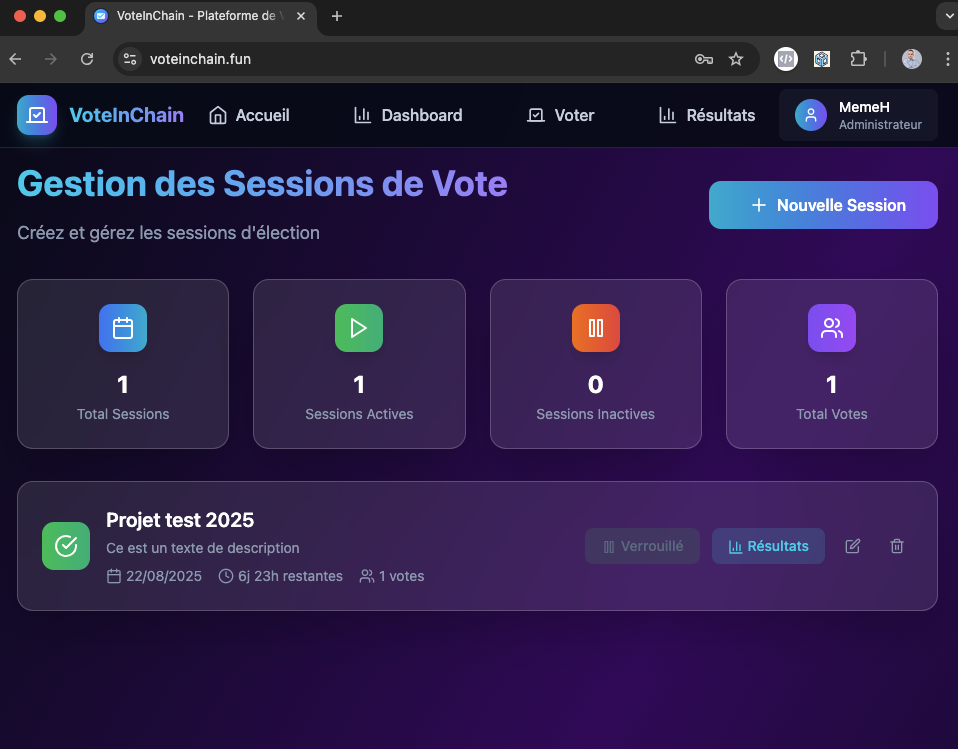 VoteInChain - Plateforme de
voteinchain.fun
VoteInChain
Accueil
Dashboard
Voter
Résultats
MemeH
Administrateur
Gestion des Sessions de Vote
Créez et gérez les sessions d'élection
Nouvelle Session
1
Total Sessions
1
Sessions Actives
0
Sessions Inactives
1
Total Votes
Projet test 2025
Ce est un texte de description
22/08/2025 6j 23h restantes 1 votes
Verrouillé
Résultats